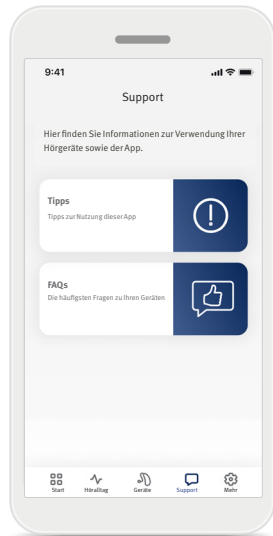 9:41
Support
Hier finden Sie Informationen zur Verwendung Ihrer
Hörgeräte sowie der App.
Tipps
Tipps zur Nutzung dieser App
FAQs
Die häufigsten Fragen zu Ihren Geräten
Start Höralltag Geräte Support Mehr